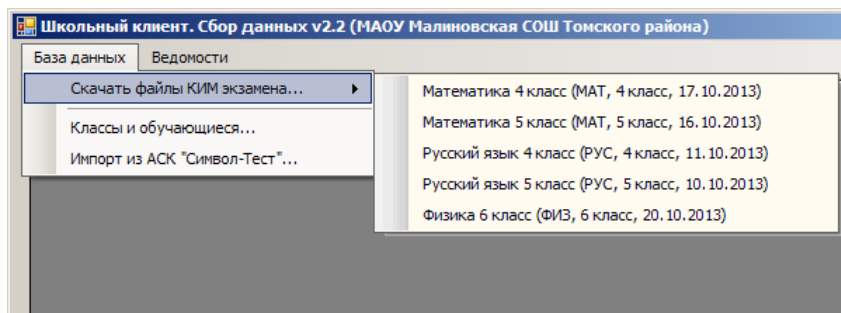 Школьный клиент. Сбор данных v2.2 (МАОУ Малиновская СОШ Томского района)
База данных Ведомости
Скачать файлы КИМ экзамена...
Классы и обучающиеся...
Импорт из АСК "Символ-Тест"...
Математика 4 класс (МАТ, 4 класс, 17.10.2013)
Математика 5 класс (МАТ, 5 класс, 16.10.2013)
Русский язык 4 класс (РУС, 4 класс, 11.10.2013)
Русский язык 5 класс (РУС, 5 класс, 10.10.2013)
Физика 6 класс (ФИЗ, 6 класс, 20.10.2013)